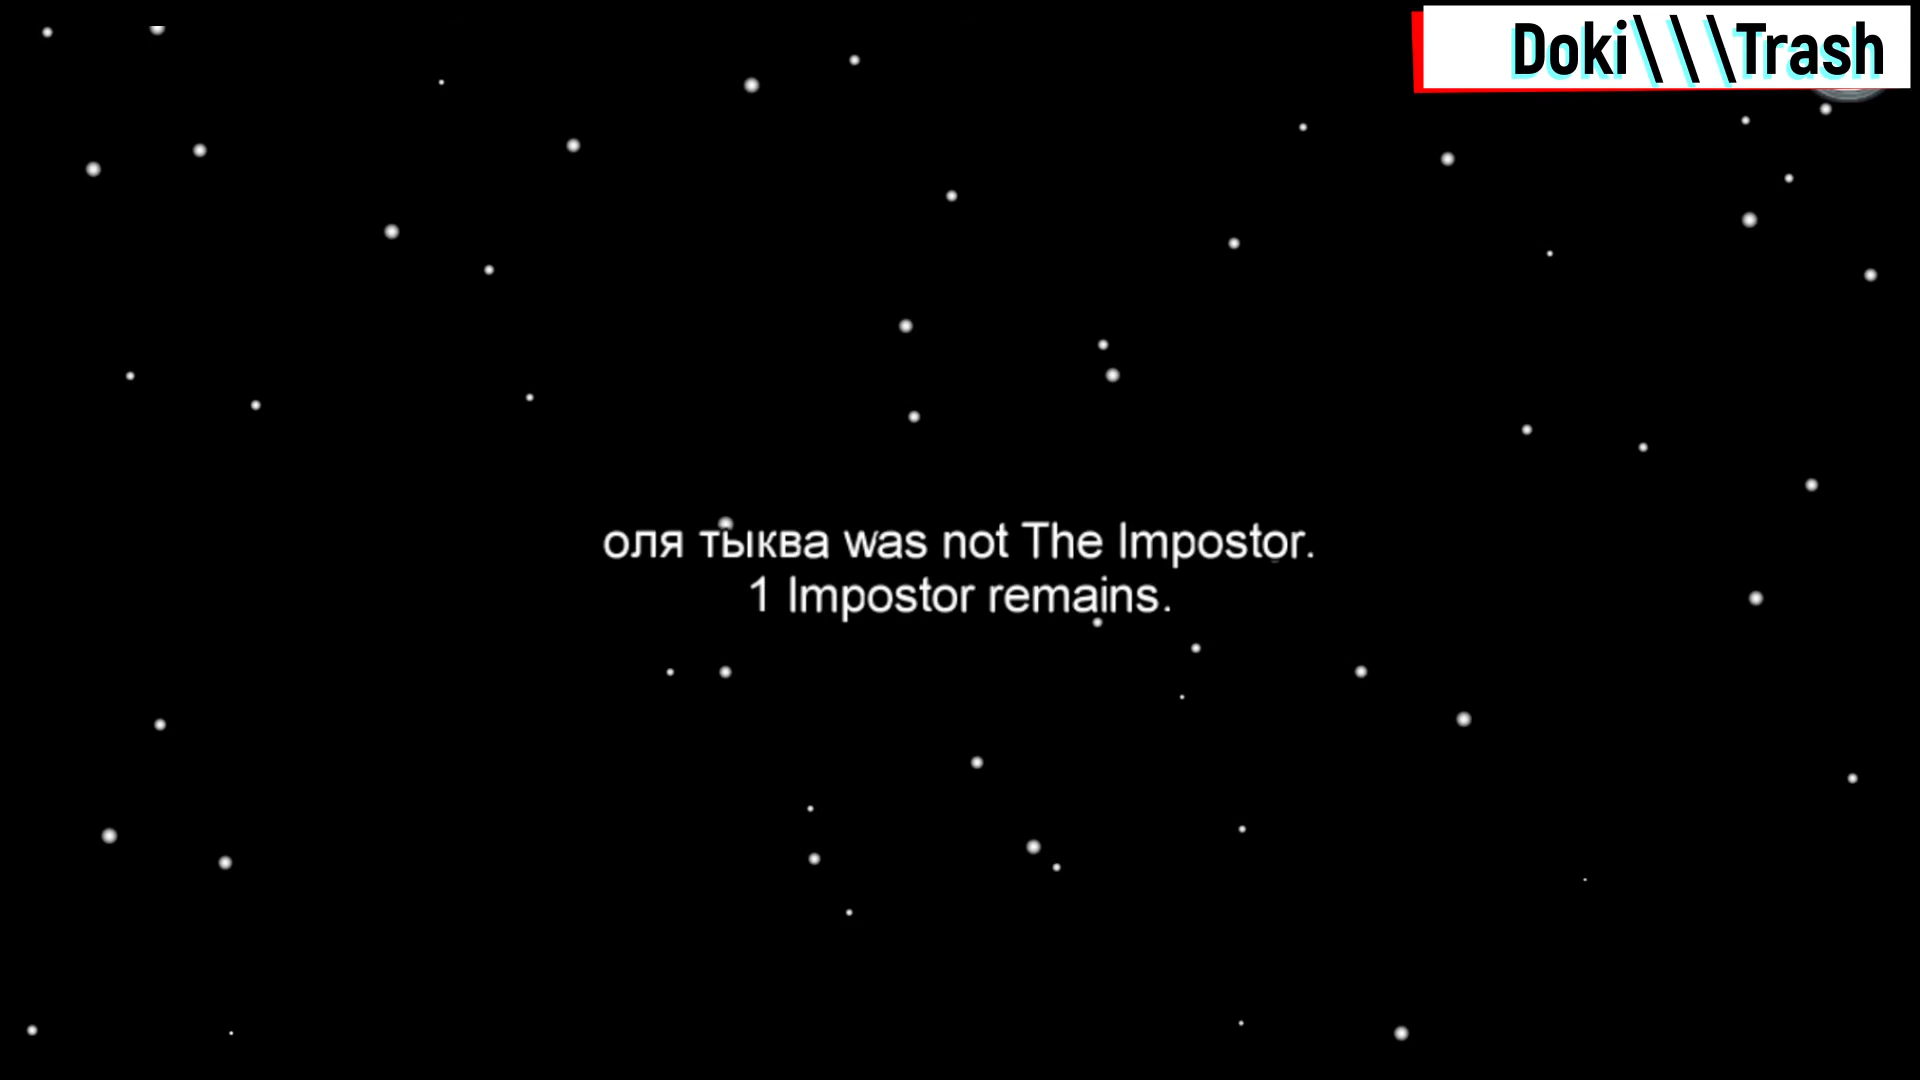 Doki\\\Trash
оля тыква was not The Impostor.
1 Impostor remains.